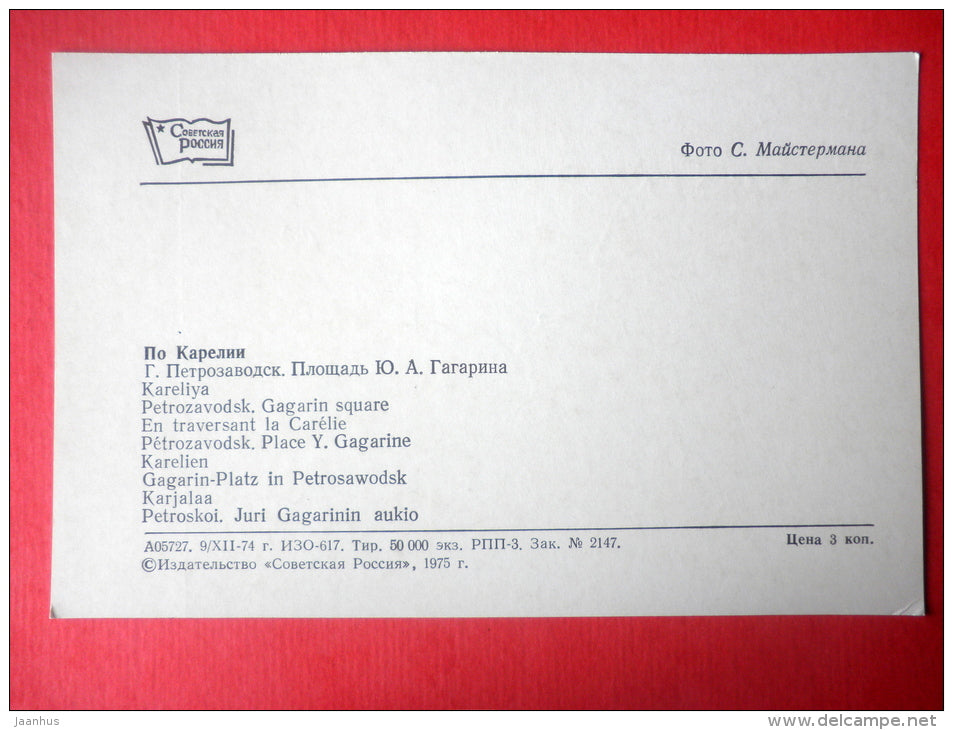 Советская
Россия
Фото С. Майстермана
По Карелии
Г. Петрозаводск. Площадь Ю. А. Гагарина
Kareliya
Petrozavodsk. Gagarin square
En traversant la Carélie
Pétrozavodsk. Place Y. Gagarine
Karelien
Gagarin-Platz in Petrosawodsk
Karjalaa
Petroskoi. Juri Gagarinin aukio
А05727. 9/XII-74 г. ИЗО-617. Тир. 50 000 экз. РПП-3. Зак. № 2147. Цена 3 коп.
©Издательство «Советская Россия», 1975 г.
jaanhus
www.delcampe.net